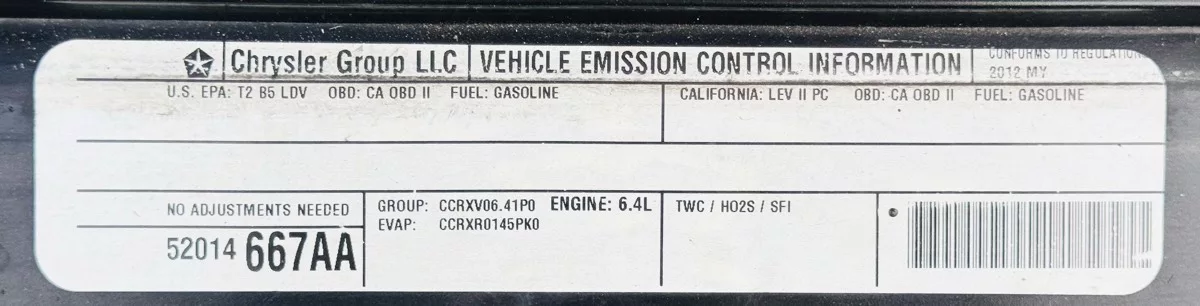 Chrysler Group LLC VEHICLE EMISSION CONTROL INFORMATION
CONFORMS TO REGULATIONS
2012 MY
U.S. EPA: T2 B5 LDV OBD: CA OBD II FUEL: GASOLINE
CALIFORNIA: LEV II PC OBD: CA OBD II FUEL: GASOLINE
NO ADJUSTMENTS NEEDED
52014 667AA
GROUP: CCRXV06.41P0 ENGINE: 6.4L
EVAP: CCRXR0145PK0
TWC / HO2S / SFI